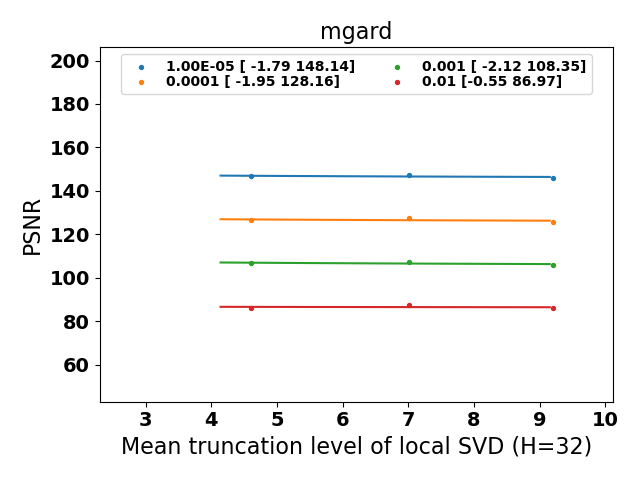 mgard
1.00E-05 [ -1.79 148.14]
0.0001 [ -1.95 128.16]
0.001 [ -2.12 108.35]
0.01 [-0.55 86.97]
PSNR
200
180
160
140
120
100
80
60
3 4 5 6 7 8 9 10
Mean truncation level of local SVD (H=32)